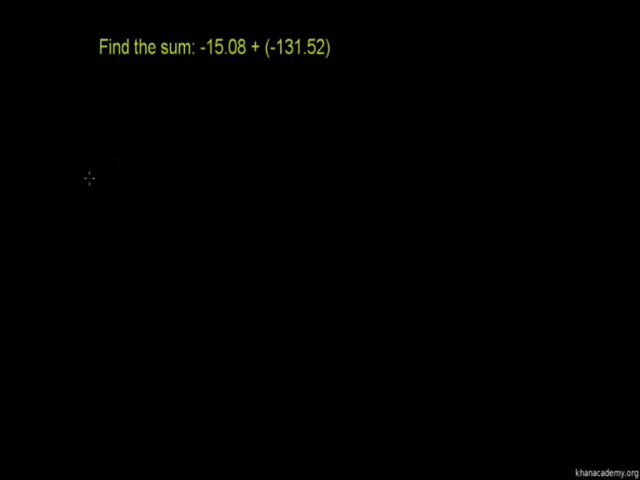 Find the sum: -15.08 + (-131.52)
khanacademy.org